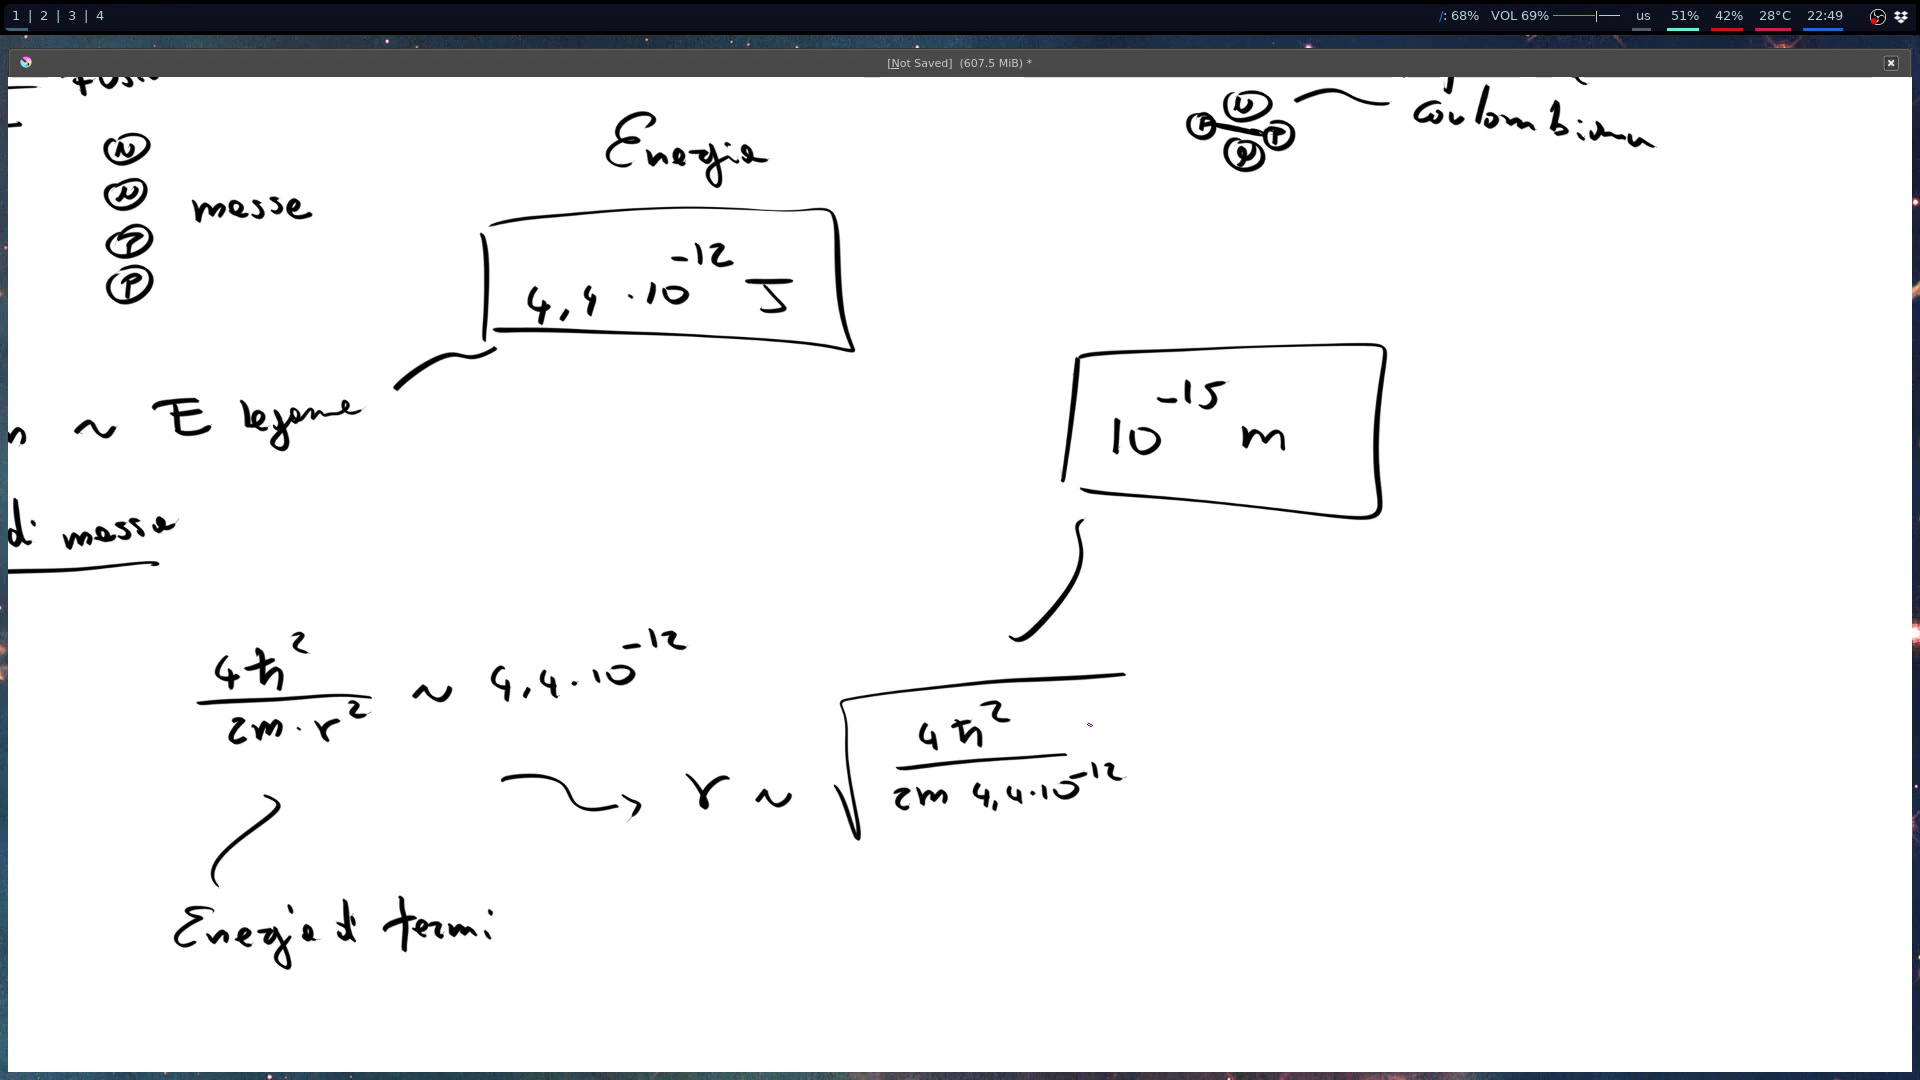 1 | 2 | 3 | 4
/: 68% VOL 69% us 51% 42% 28°C 22:49
[Not Saved] (607.5 MiB) *
N
N
P
P
masse
Energia
4,4 · 10^-12 J
N
P P
coulombiana
n ~ E legame
10^-15 m
di massa
4ħ² / 2m · r² ~ 4,4 · 10^-12
r ~ √(4ħ² / 2m 4,4 · 10^-12)
Energia di fermi